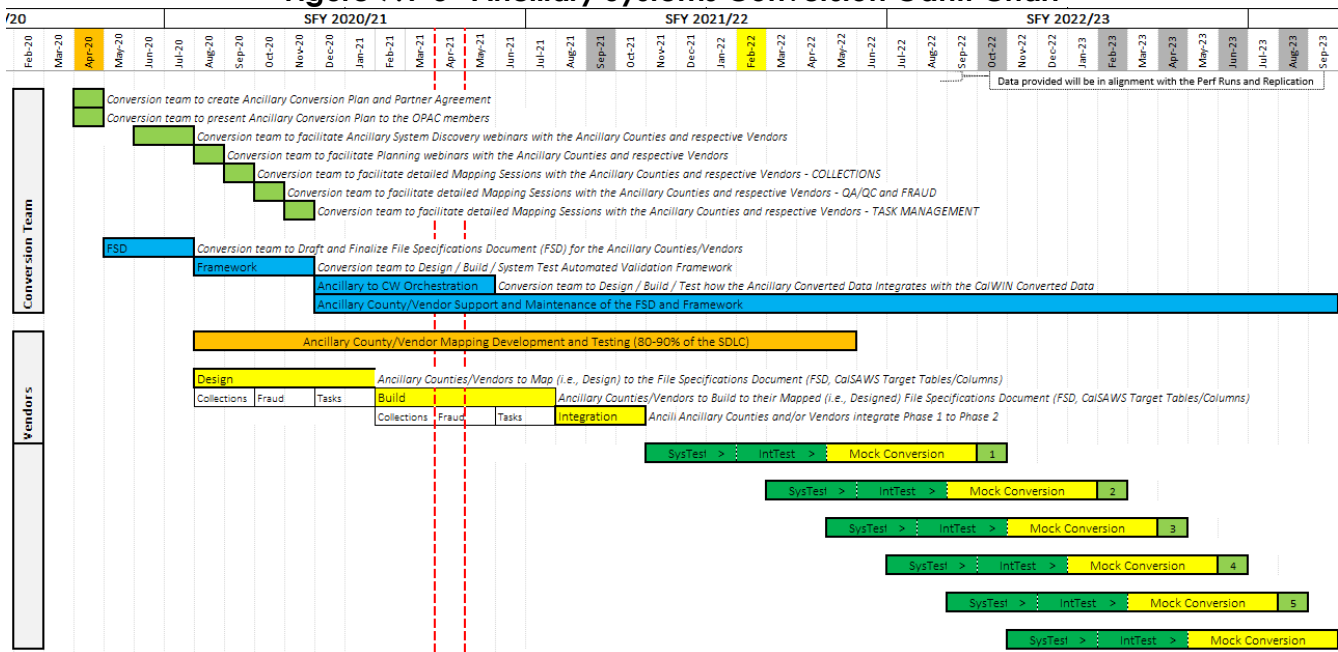 /20 SFY 2020/21 SFY 2021/22 SFY 2022/23
Feb-20 Mar-20 Apr-20 May-20 Jun-20 Jul-20 Aug-20 Sep-20 Oct-20 Nov-20 Dec-20 Jan-21 Feb-21 Mar-21 Apr-21 May-21 Jun-21 Jul-21 Aug-21 Sep-21 Oct-21 Nov-21 Dec-21 Jan-22 Feb-22 Mar-22 Apr-22 May-22 Jun-22 Jul-22 Aug-22 Sep-22 Oct-22 Nov-22 Dec-22 Jan-23 Feb-23 Mar-23 Apr-23 May-23 Jun-23 Jul-23 Aug-23 Sep-23
Data provided will be in alignment with the Perf Runs and Replication
Conversion Team
Conversion team to create Ancillary Conversion Plan and Partner Agreement
Conversion team to present Ancillary Conversion Plan to the OPAC members
Conversion team to facilitate Ancillary System Discovery webinars with the Ancillary Counties and respective Vendors
Conversion team to facilitate Planning webinars with the Ancillary Counties and respective Vendors
Conversion team to facilitate detailed Mapping Sessions with the Ancillary Counties and respective Vendors - COLLECTIONS
Conversion team to facilitate detailed Mapping Sessions with the Ancillary Counties and respective Vendors - QA/QC and FRAUD
Conversion team to facilitate detailed Mapping Sessions with the Ancillary Counties and respective Vendors - TASK MANAGEMENT
FSD Conversion team to Draft and Finalize File Specifications Document (FSD) for the Ancillary Counties/Vendors
Framework Conversion team to Design / Build / System Test Automated Validation Framework
Ancillary to CW Orchestration Conversion team to Design / Build / Test how the Ancillary Converted Data Integrates with the CalWIN Converted Data
Ancillary County/Vendor Support and Maintenance of the FSD and Framework
Vendors
Ancillary County/Vendor Mapping Development and Testing (80-90% of the SDLC)
Design Ancillary Counties/Vendors to Map (i.e., Design) to the File Specifications Document (FSD, CalSAWS Target Tables/Columns)
Collections Fraud Tasks Build Ancillary Counties/Vendors to Build to their Mapped (i.e., Designed) File Specifications Document (FSD, CalSAWS Target Tables/Columns)
Collections Fraud Tasks Integration Ancili Ancillary Counties and/or Vendors integrate Phase 1 to Phase 2
SysTest > IntTest > Mock Conversion 1
SysTest > IntTest > Mock Conversion 2
SysTest > IntTest > Mock Conversion 3
SysTest > IntTest > Mock Conversion 4
SysTest > IntTest > Mock Conversion 5
SysTest > IntTest > Mock Conversion